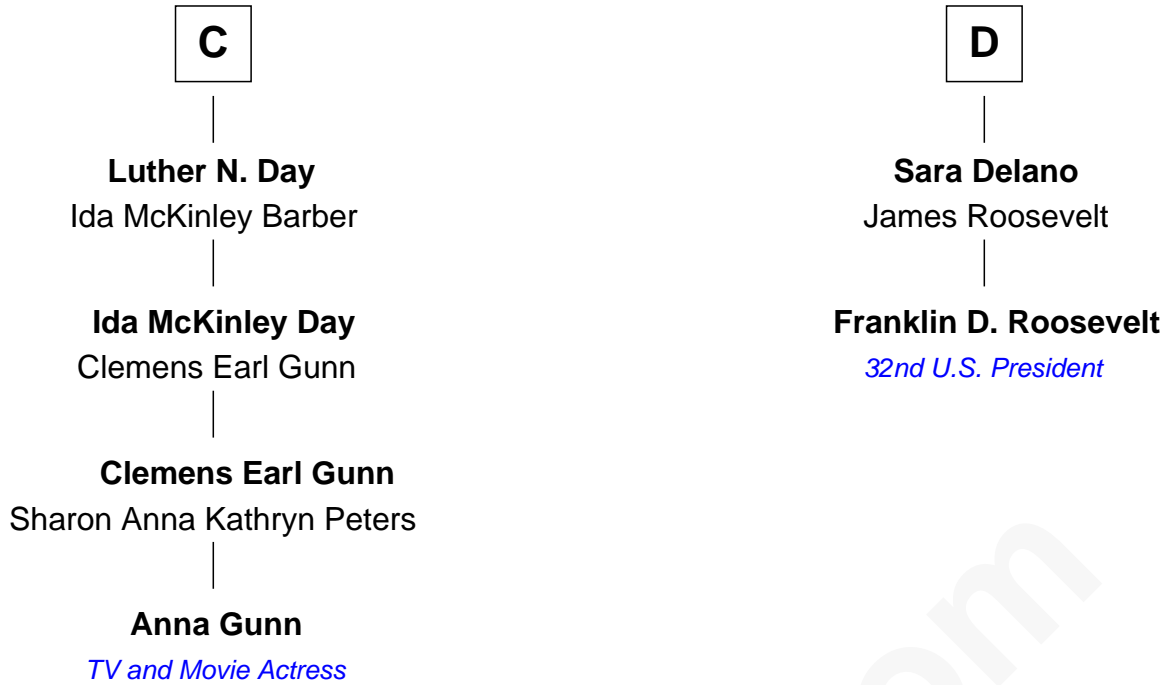 C
Luther N. Day
Ida McKinley Barber
Ida McKinley Day
Clemens Earl Gunn
Clemens Earl Gunn
Sharon Anna Kathryn Peters
Anna Gunn
TV and Movie Actress
D
Sara Delano
James Roosevelt
Franklin D. Roosevelt
32nd U.S. President
om